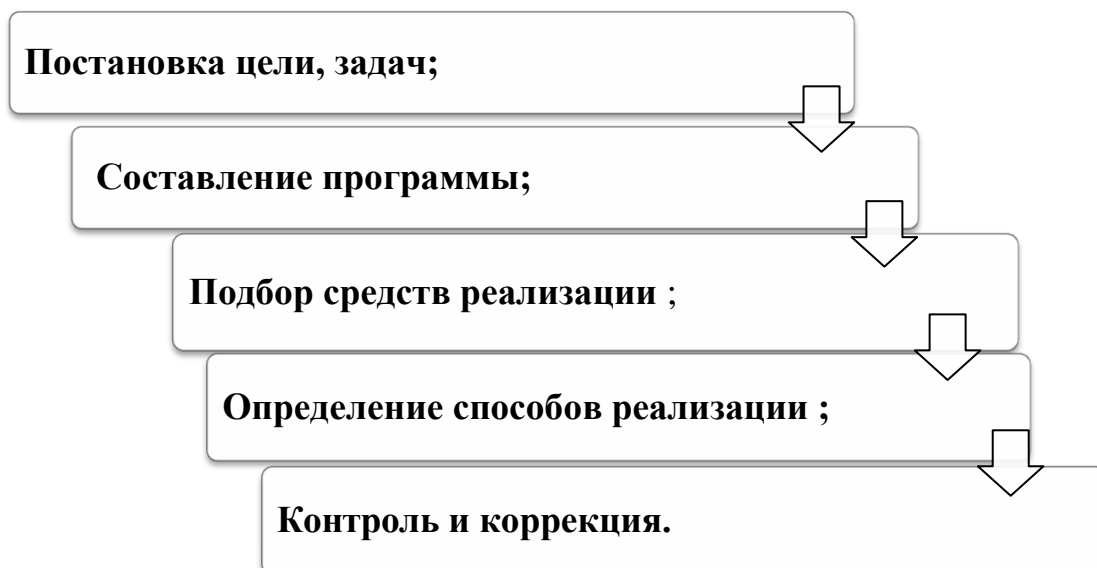 Постановка цели, задач;
Составление программы;
Подбор средств реализации ;
Определение способов реализации ;
Контроль и коррекция.